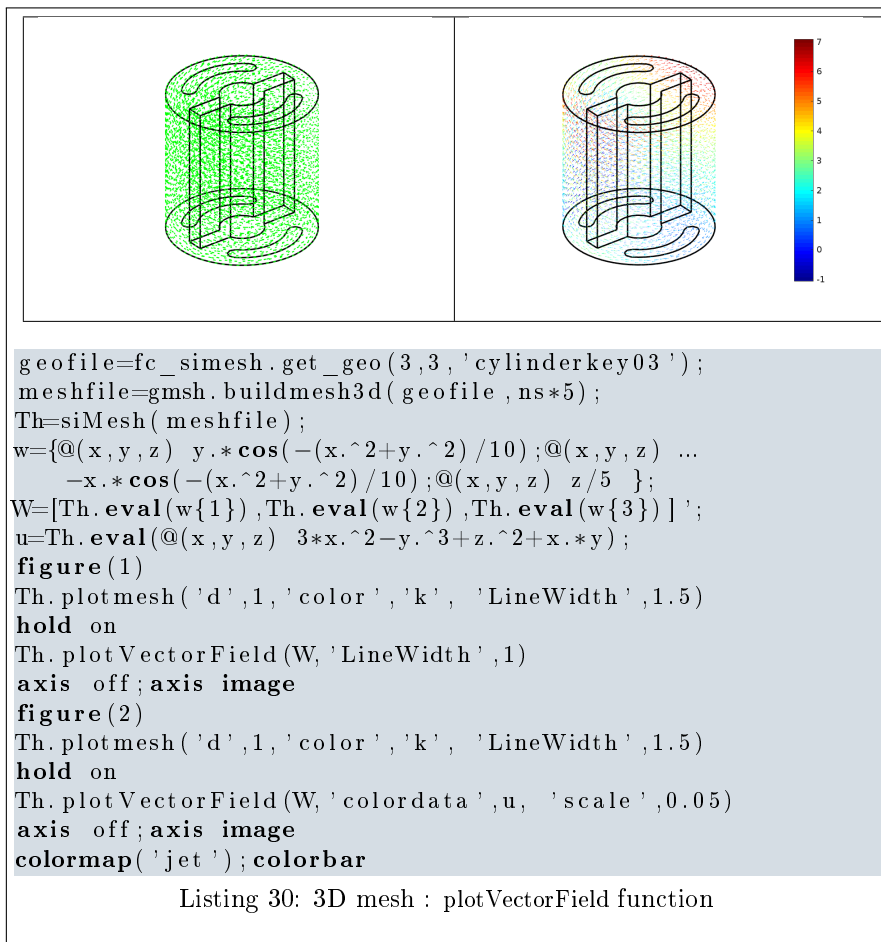 7
6
5
4
3
2
1
0
-1
geofile=fc_simesh.get_geo(3,3,'cylinderkey03');
meshfile=gmsh.buildmesh3d(geofile,ns*5);
Th=siMesh(meshfile);
w={@(x,y,z) y.*cos(-(x.^2+y.^2)/10);@(x,y,z) ...
-x.*cos(-(x.^2+y.^2)/10);@(x,y,z) z/5 };
W=[Th.eval(w{1}),Th.eval(w{2}),Th.eval(w{3})]';
u=Th.eval(@(x,y,z) 3*x.^2-y.^3+z.^2+x.*y);
figure(1)
Th.plotmesh('d',1,'color','k', 'LineWidth',1.5)
hold on
Th.plotVectorField(W,'LineWidth',1)
axis off;axis image
figure(2)
Th.plotmesh('d',1,'color','k', 'LineWidth',1.5)
hold on
Th.plotVectorField(W,'colordata',u, 'scale',0.05)
axis off;axis image
colormap('jet');colorbar
Listing 30: 3D mesh : plotVectorField function